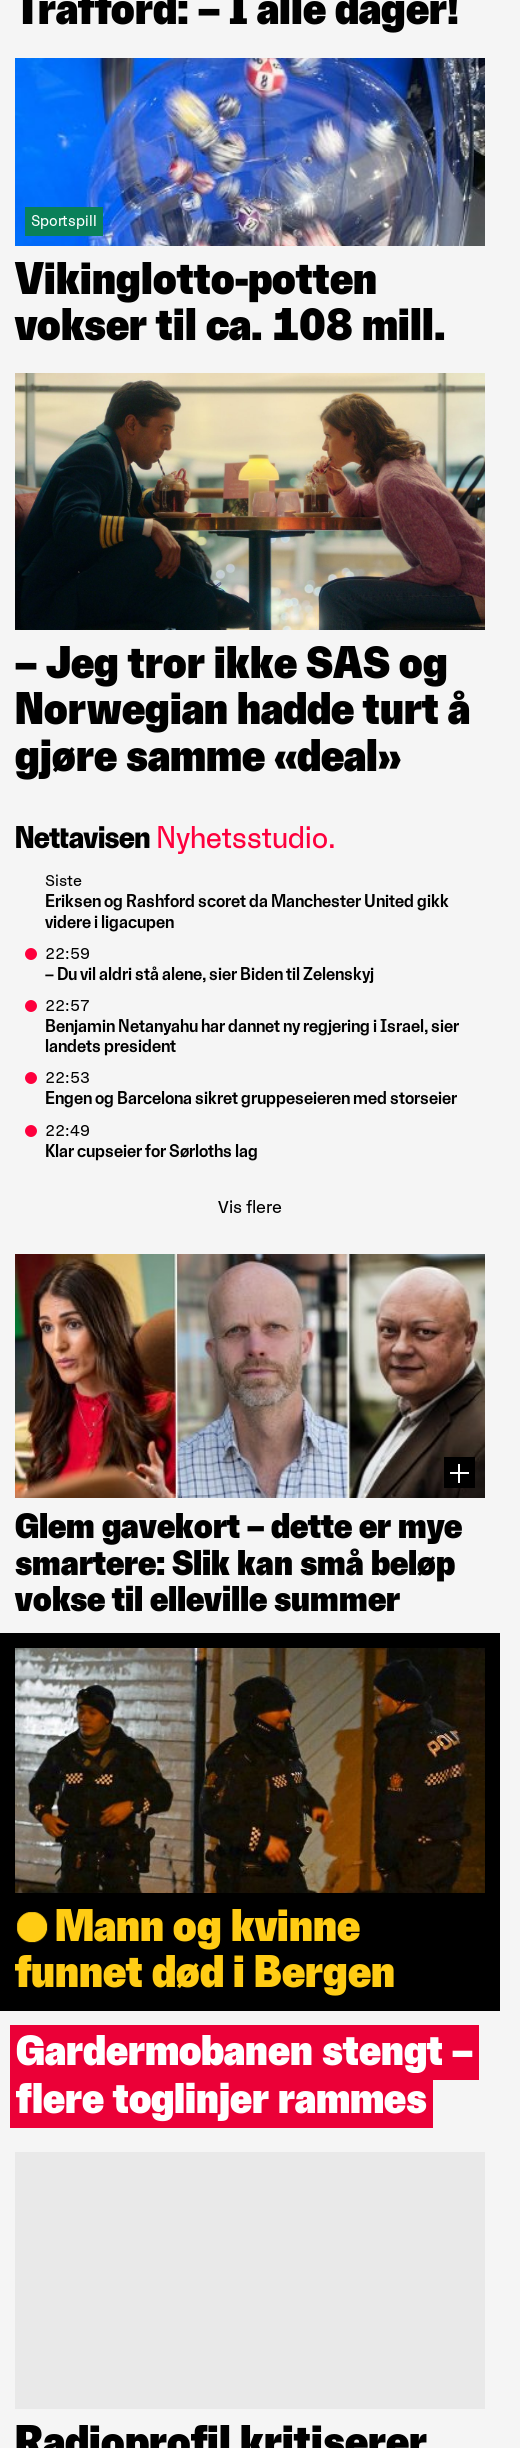 Trafford: – I alle dager!
Sportspill
Vikinglotto-potten
vokser til ca. 108 mill.
– Jeg tror ikke SAS og
Norwegian hadde turt å
gjøre samme «deal»
Nettavisen Nyhetsstudio.
Siste
Eriksen og Rashford scoret da Manchester United gikk
videre i ligacupen
22:59
– Du vil aldri stå alene, sier Biden til Zelenskyj
22:57
Benjamin Netanyahu har dannet ny regjering i Israel, sier
landets president
22:53
Engen og Barcelona sikret gruppeseieren med storseier
22:49
Klar cupseier for Sørloths lag
Vis flere
Glem gavekort – dette er mye
smartere: Slik kan små beløp
vokse til elleville summer
Mann og kvinne
funnet død i Bergen
Gardermobanen stengt –
flere toglinjer rammes
Radioprofil kritiserer